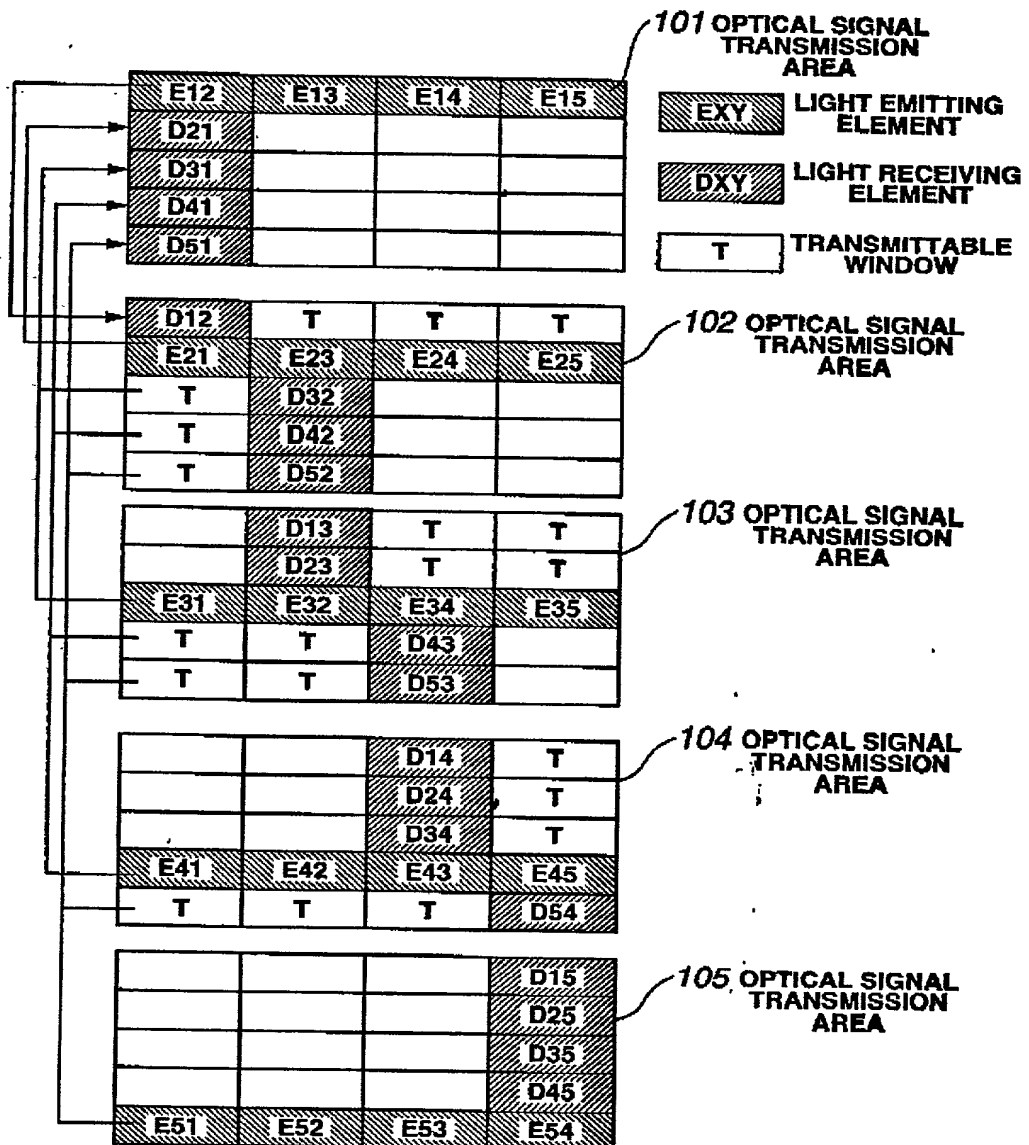 101 OPTICAL SIGNAL
TRANSMISSION
AREA
E12 E13 E14 E15
D21
D31
D41
D51
EXY LIGHT EMITTING
ELEMENT
DXY LIGHT RECEIVING
ELEMENT
T TRANSMITTABLE
WINDOW
D12 T T T
E21 E23 E24 E25
T D32
T D42
T D52
102 OPTICAL SIGNAL
TRANSMISSION
AREA
D13 T T
D23 T T
E31 E32 E34 E35
T T D43
T T D53
103 OPTICAL SIGNAL
TRANSMISSION
AREA
D14 T
D24 T
D34 T
E41 E42 E43 E45
T T T D54
104 OPTICAL SIGNAL
TRANSMISSION
AREA
D15
D25
D35
D45
E51 E52 E53 E54
105 OPTICAL SIGNAL
TRANSMISSION
AREA